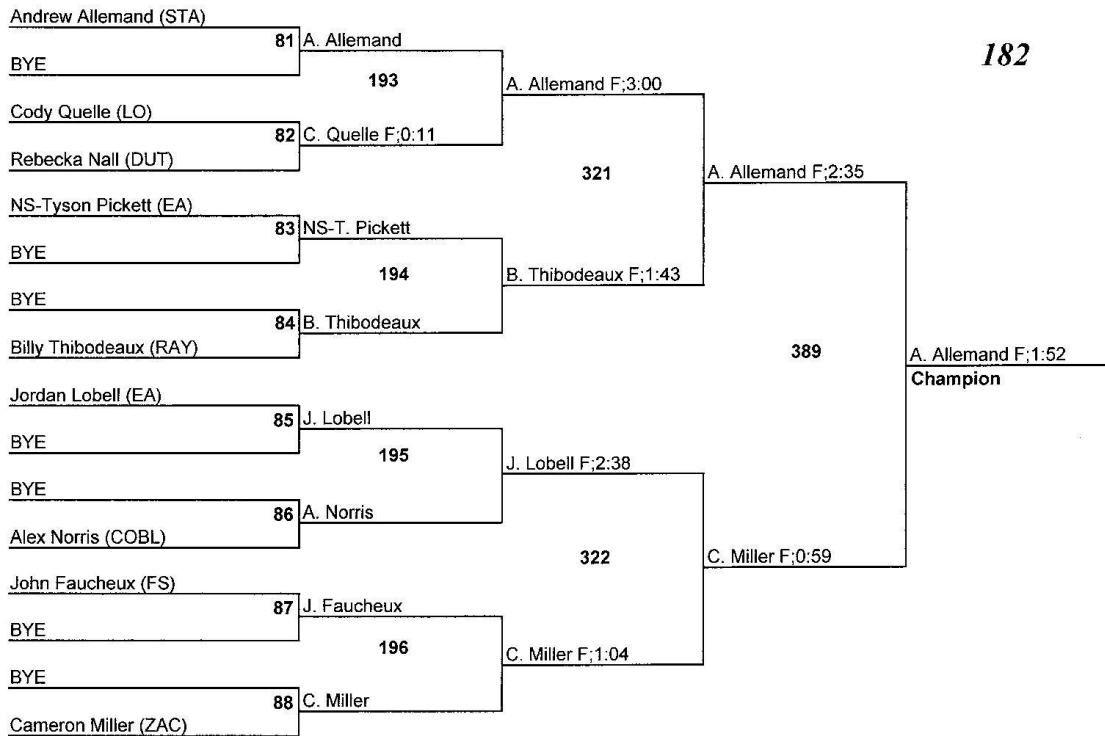 Andrew Allemand (STA)
81 A. Allemand
BYE
182
193
A. Allemand F;3:00
Cody Quelle (LO)
82 C. Quelle F;0:11
Rebecka Nall (DUT)
321
A. Allemand F;2:35
NS-Tyson Pickett (EA)
83 NS-T. Pickett
BYE
194
B. Thibodeaux F;1:43
BYE
84 B. Thibodeaux
Billy Thibodeaux (RAY)
389
A. Allemand F;1:52
Champion
Jordan Lobell (EA)
85 J. Lobell
BYE
195
J. Lobell F;2:38
BYE
86 A. Norris
Alex Norris (COBL)
322
C. Miller F;0:59
John Faucheux (FS)
87 J. Faucheux
BYE
196
C. Miller F;1:04
BYE
88 C. Miller
Cameron Miller (ZAC)